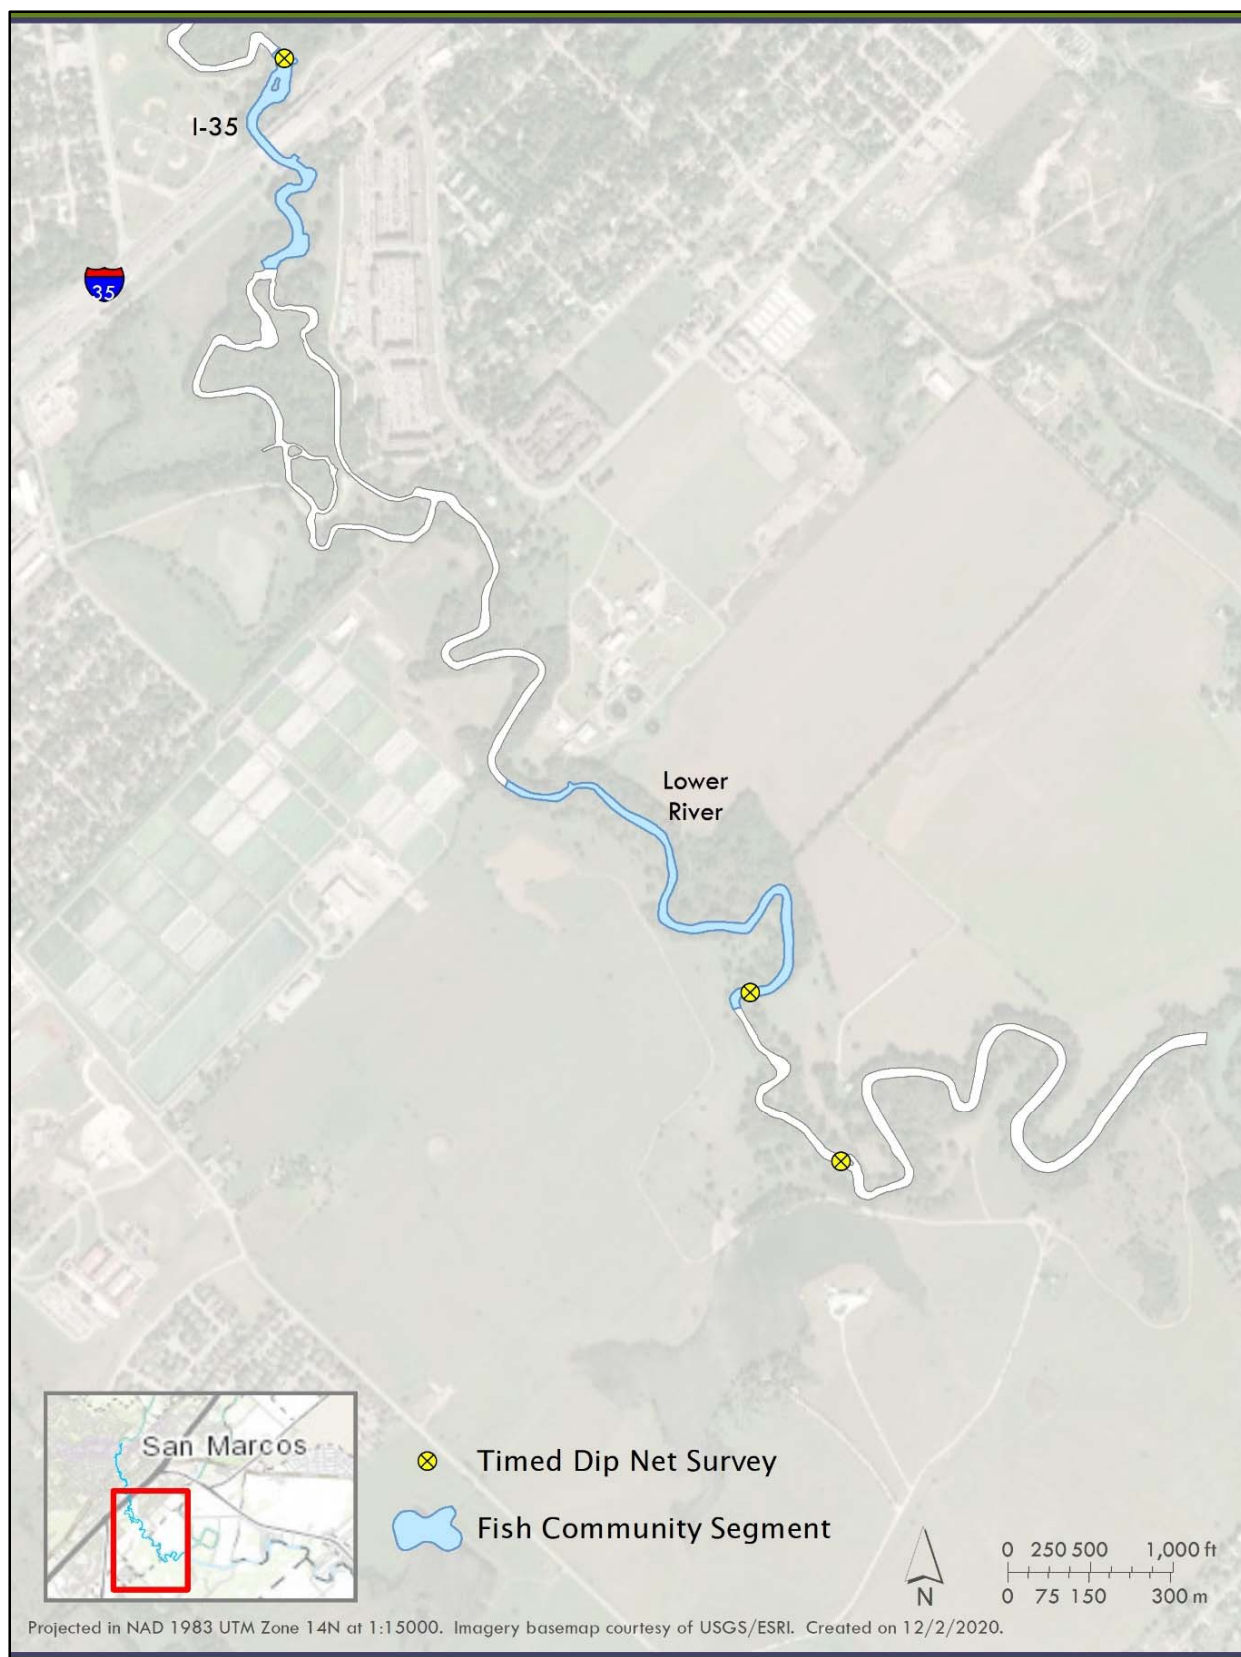 I-35
35
Lower
River
San Marcos
Timed Dip Net Survey
Fish Community Segment
N
0 250 500 1,000 ft
0 75 150 300 m
Projected in NAD 1983 UTM Zone 14N at 1:15000. Imagery basemap courtesy of USGS/ESRI. Created on 12/2/2020.